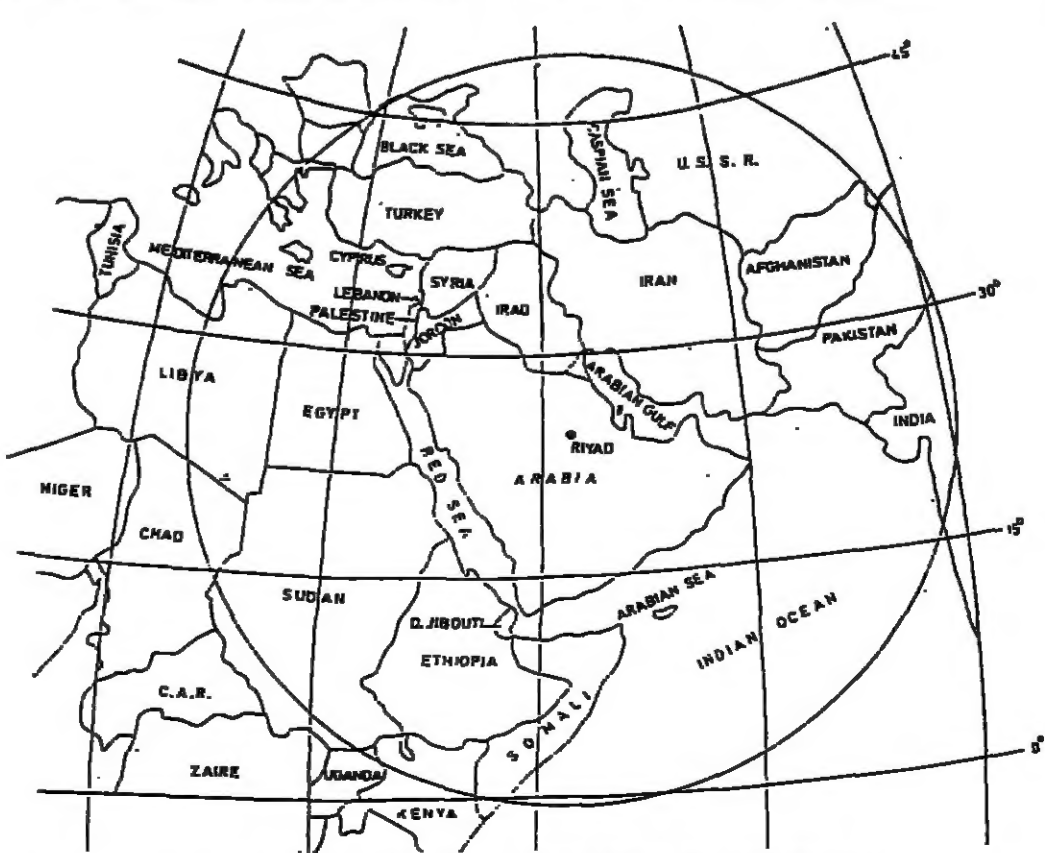 45°
BLACK SEA
CASPIAN SEA
U.S.S.R.
TURKEY
TUNISIA
MEDITERRANEAN SEA
CYPRUS
SYRIA
IRAN
AFGHANISTAN
LEBANON
PALESTINE
JORDAN
IRAQ
30°
PAKISTAN
LIBYA
EGYPT
ARABIAN GULF
INDIA
RIYAD
RED SEA
ARABIA
NIGER
CHAD
15°
SUDAN
ARABIAN SEA
DJIBOUTI
INDIAN OCEAN
ETHIOPIA
C.A.R.
SOMALI
ZAIRE
UGANDA
0°
KENYA